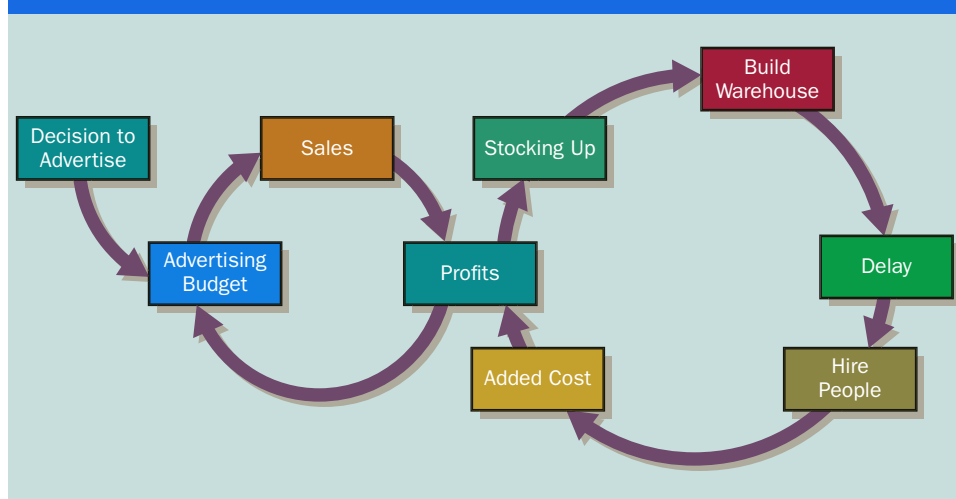 Decision to
Advertise
Sales
Stocking Up
Build
Warehouse
Advertising
Budget
Profits
Delay
Added Cost
Hire
People